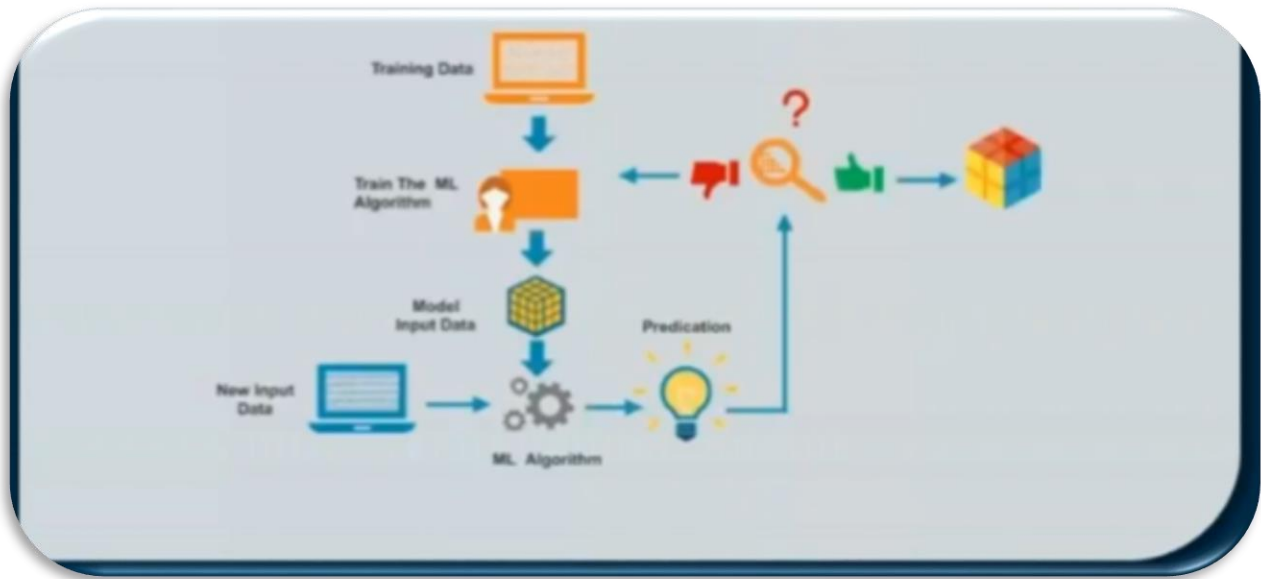 Training Data
?
Train The ML
Algorithm
Model
Input Data
Predication
New Input
Data
ML Algorithm